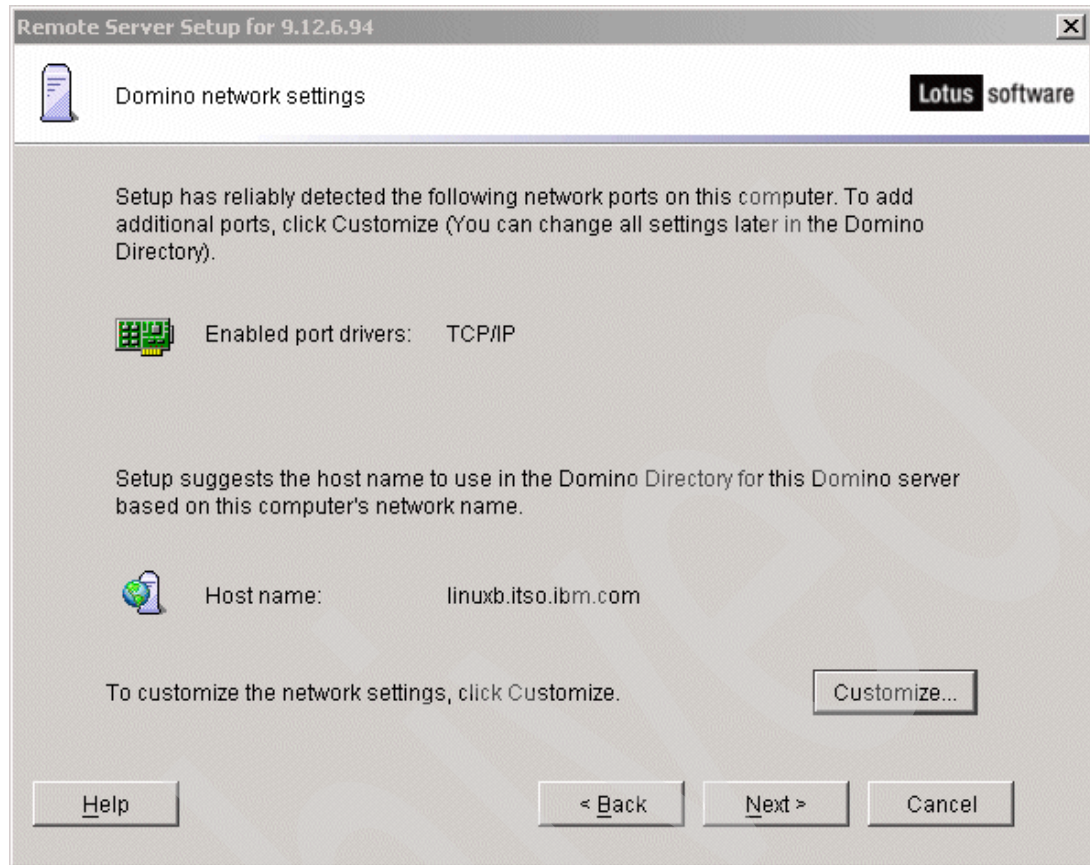 Remote Server Setup for 9.12.6.94
Domino network settings
Lotus software
Setup has reliably detected the following network ports on this computer. To add
additional ports, click Customize (You can change all settings later in the Domino
Directory).
Enabled port drivers: TCP/IP
Setup suggests the host name to use in the Domino Directory for this Domino server
based on this computer's network name.
Host name: linuxb.itso.ibm.com
To customize the network settings, click Customize.
Customize...
Help
< Back
Next >
Cancel